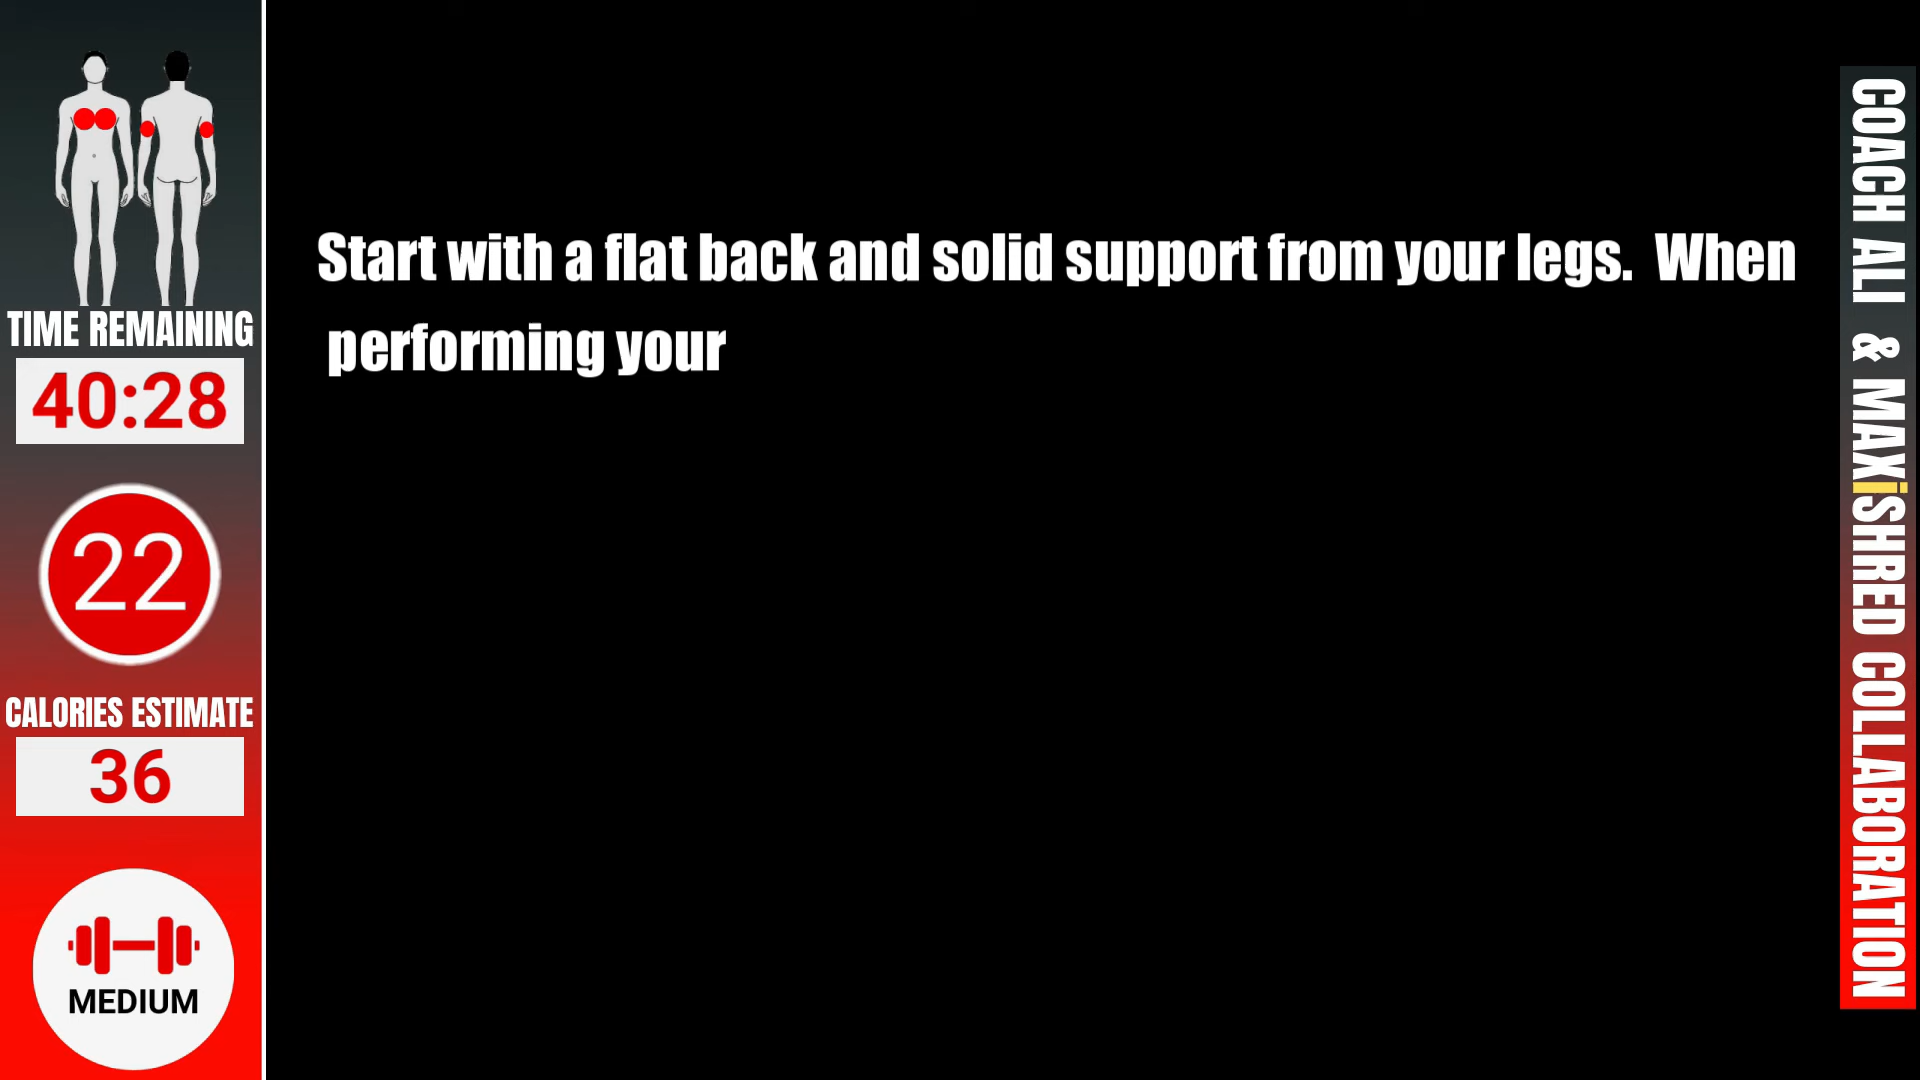 TIME REMAINING
40:28
22
CALORIES ESTIMATE
36
MEDIUM
Start with a flat back and solid support from your legs. When
performing your
COACH ALI & MAXiSHRED COLLABORATION